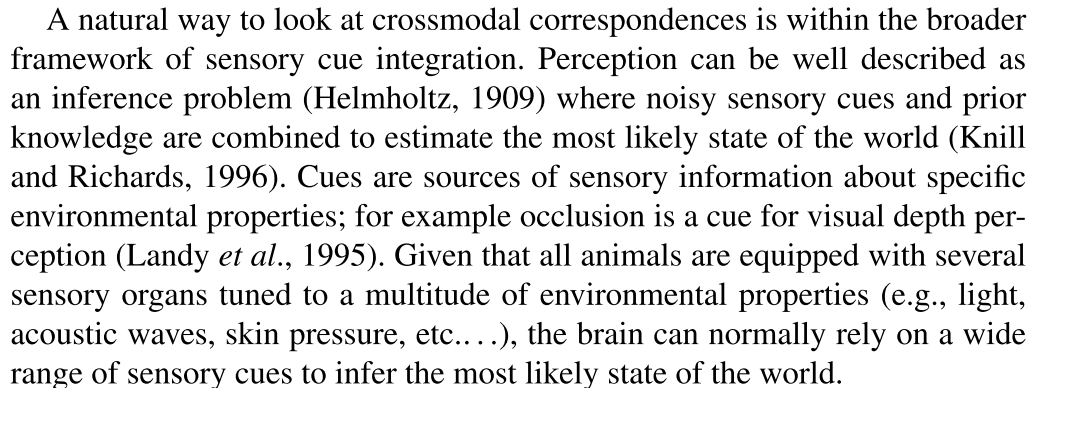 A natural way to look at crossmodal correspondences is within the broader
framework of sensory cue integration. Perception can be well described as
an inference problem (Helmholtz, 1909) where noisy sensory cues and prior
knowledge are combined to estimate the most likely state of the world (Knill
and Richards, 1996). Cues are sources of sensory information about specific
environmental properties; for example occlusion is a cue for visual depth per-
ception (Landy et al., 1995). Given that all animals are equipped with several
sensory organs tuned to a multitude of environmental properties (e.g., light,
acoustic waves, skin pressure, etc.…), the brain can normally rely on a wide
range of sensory cues to infer the most likely state of the world.